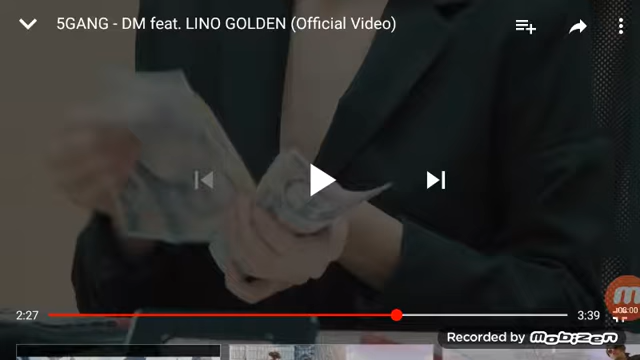 5GANG - DM feat. LINO GOLDEN (Official Video)
2:27
3:39
Recorded by mobizen